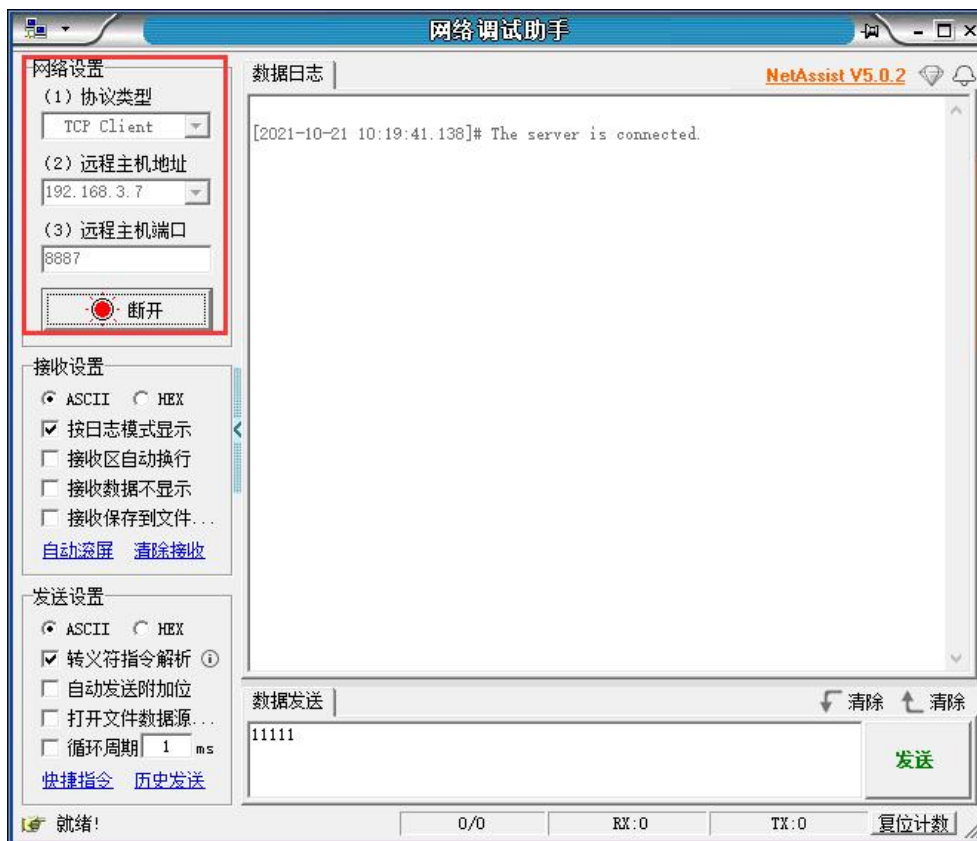 网络调试助手
网络设置
(1) 协议类型
TCP Client
(2) 远程主机地址
192.168.3.7
(3) 远程主机端口
8887
断开
接收设置
ASCII HEX
按日志模式显示
接收区自动换行
接收数据不显示
接收保存到文件...
自动滚屏 清除接收
发送设置
ASCII HEX
转义符指令解析
自动发送附加位
打开文件数据源...
循环周期 1 ms
快捷指令 历史发送
数据日志 NetAssist V5.0.2
[2021-10-21 10:19:41.138]# The server is connected.
数据发送 清除 清除
11111
发送
就绪! 0/0 RX:0 TX:0 复位计数